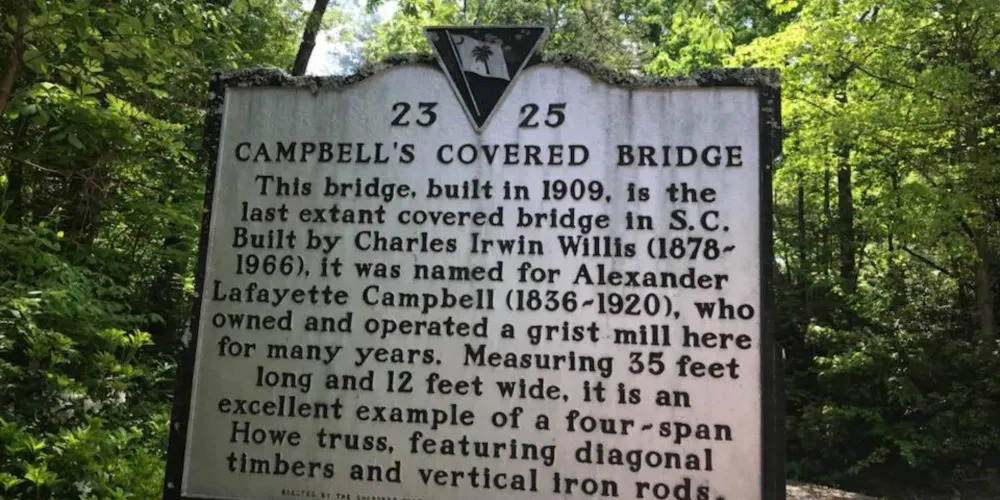 23 25
CAMPBELL'S COVERED BRIDGE
This bridge, built in 1909, is the
last extant covered bridge in S.C.
Built by Charles Irwin Willis (1878~
1966), it was named for Alexander
Lafayette Campbell (1836~1920), who
owned and operated a grist mill here
for many years. Measuring 35 feet
long and 12 feet wide, it is an
excellent example of a four~span
Howe truss, featuring diagonal
timbers and vertical iron rods.
ERECTED BY THE